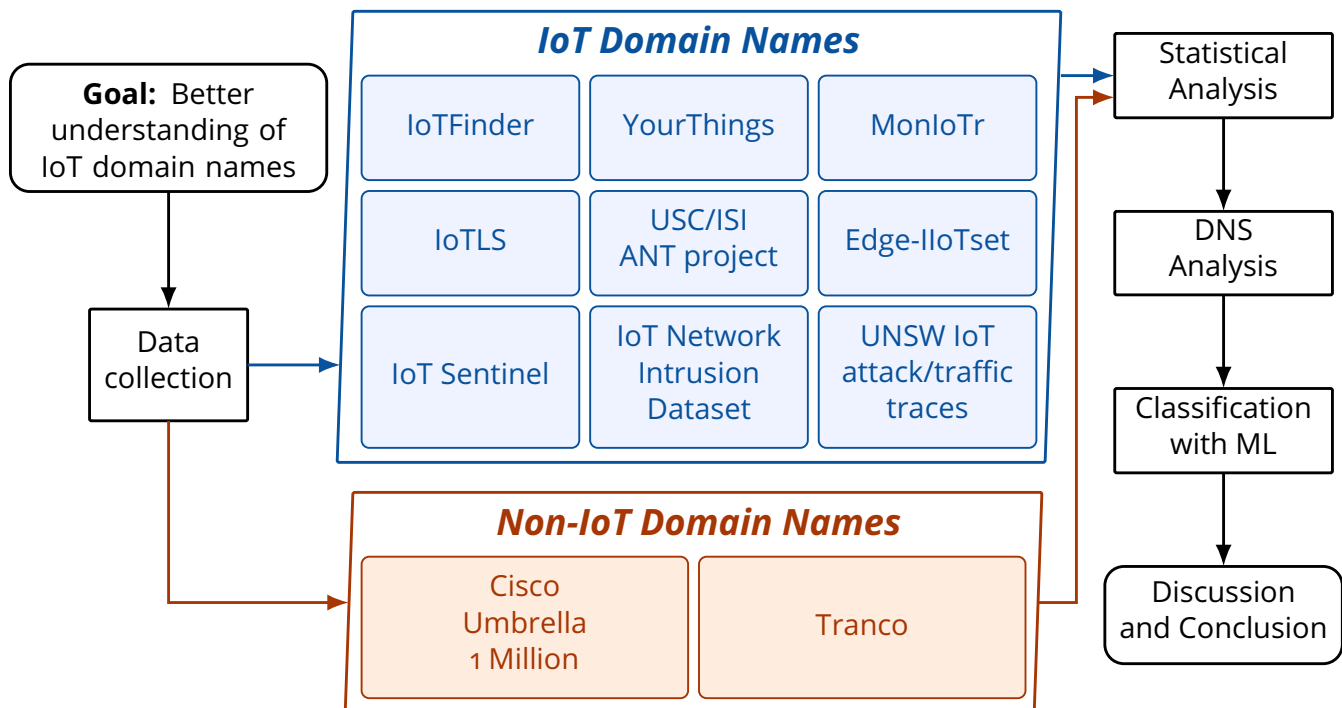 Goal: Better
understanding of
IoT domain names
Data
collection
IoT Domain Names
IoTFinder
YourThings
MonIoTr
IoTLS
USC/ISI
ANT project
Edge-IIoTset
IoT Sentinel
IoT Network
Intrusion
Dataset
UNSW IoT
attack/traffic
traces
Non-IoT Domain Names
Cisco
Umbrella
1 Million
Tranco
Statistical
Analysis
DNS
Analysis
Classification
with ML
Discussion
and Conclusion